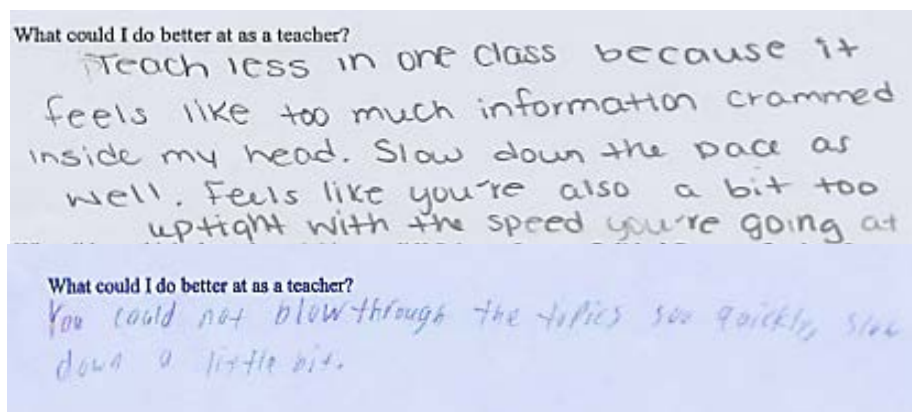 What could I do better at as a teacher?
Teach less in one class because it
feels like too much information crammed
inside my head. Slow down the pace as
well. Feels like you're also a bit too
uptight with the speed you're going at
What could I do better at as a teacher?
You could not blow through the topics soo quickly, slow
down a little bit.